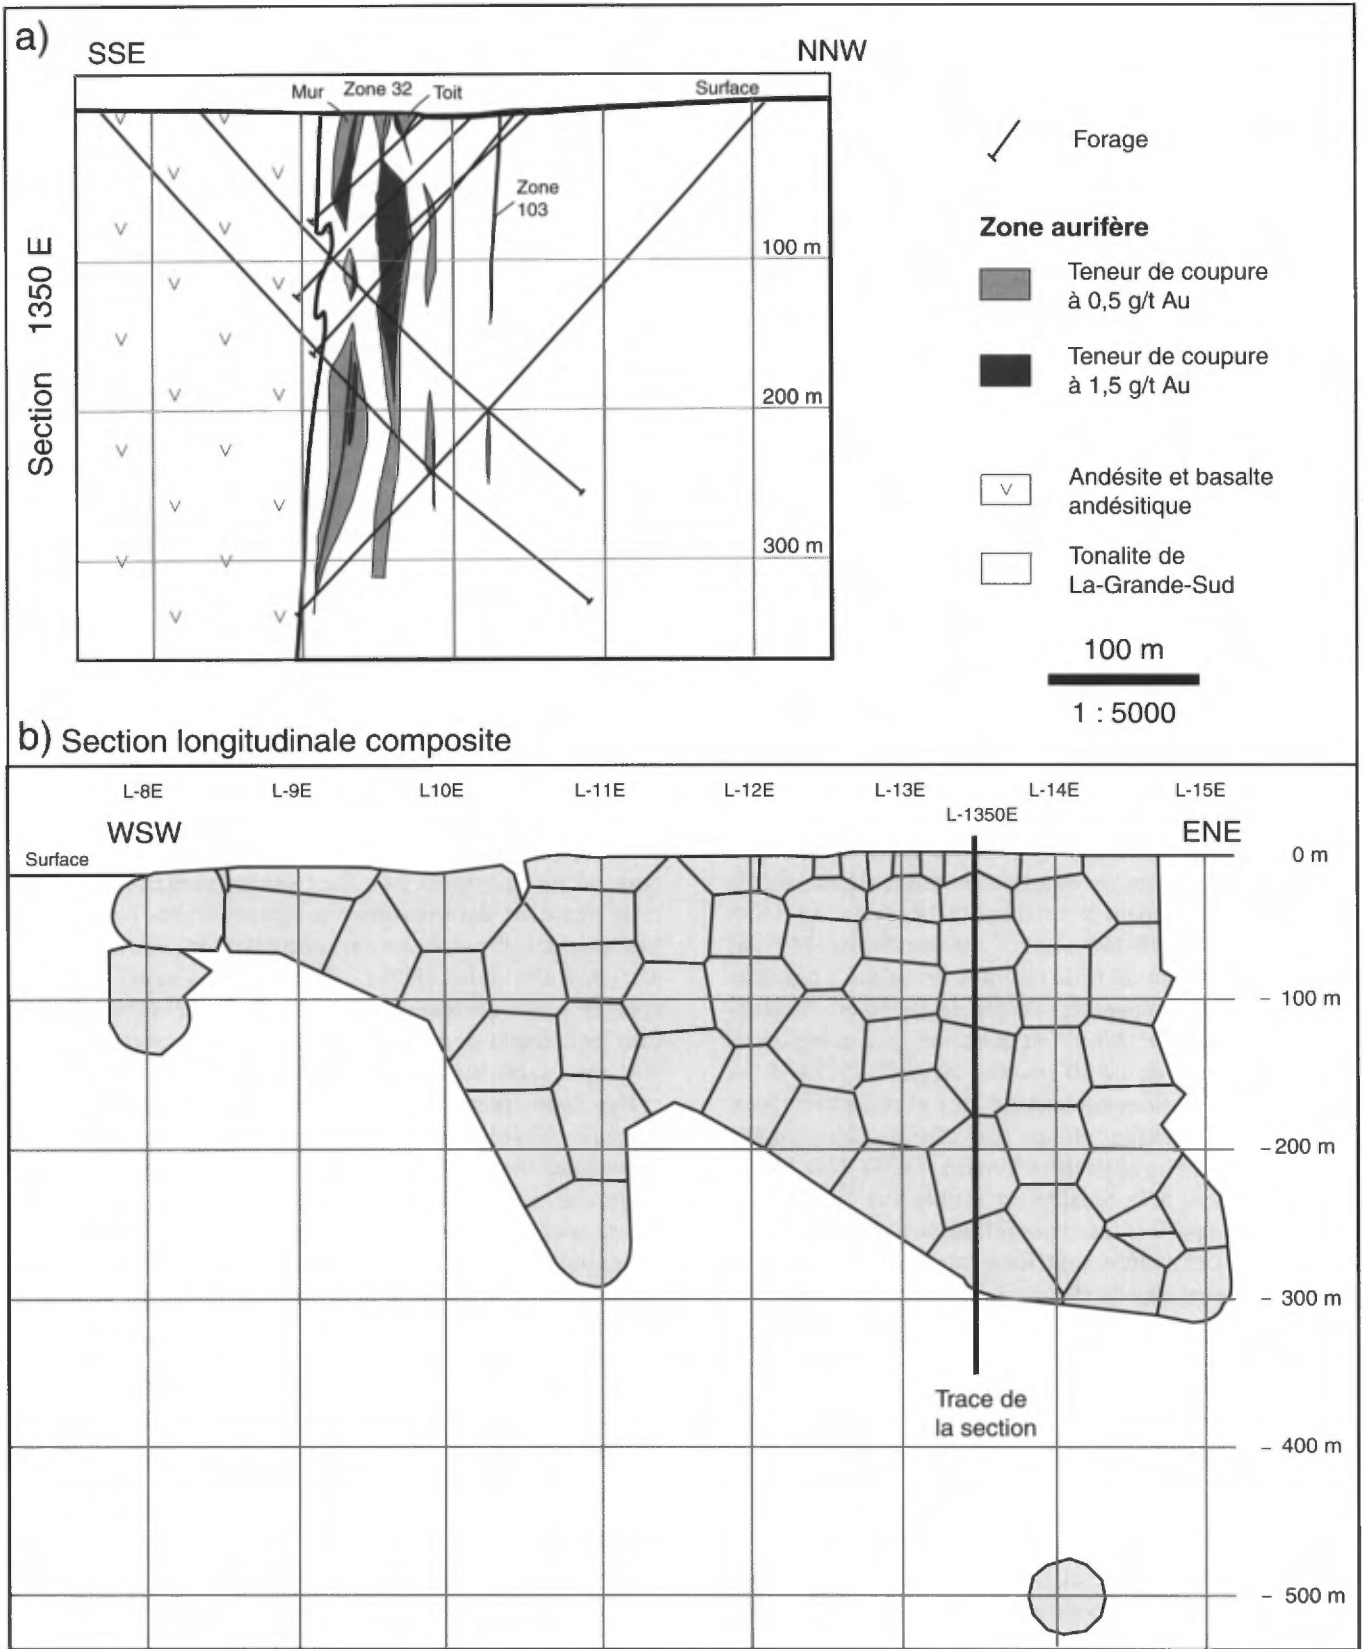 a)
SSE
NNW
Mur
Zone 32
Toit
Surface
Zone
103
100 m
200 m
300 m
Section 1350 E
Forage
Zone aurifère
Teneur de coupure
à 0,5 g/t Au
Teneur de coupure
à 1,5 g/t Au
V
Andésite et basalte
andésitique
Tonalite de
La-Grande-Sud
100 m
1 : 5000
b) Section longitudinale composite
L-8E
L-9E
L10E
L-11E
L-12E
L-13E
L-14E
L-15E
L-1350E
WSW
ENE
Surface
0 m
- 100 m
- 200 m
- 300 m
Trace de
la section
- 400 m
- 500 m